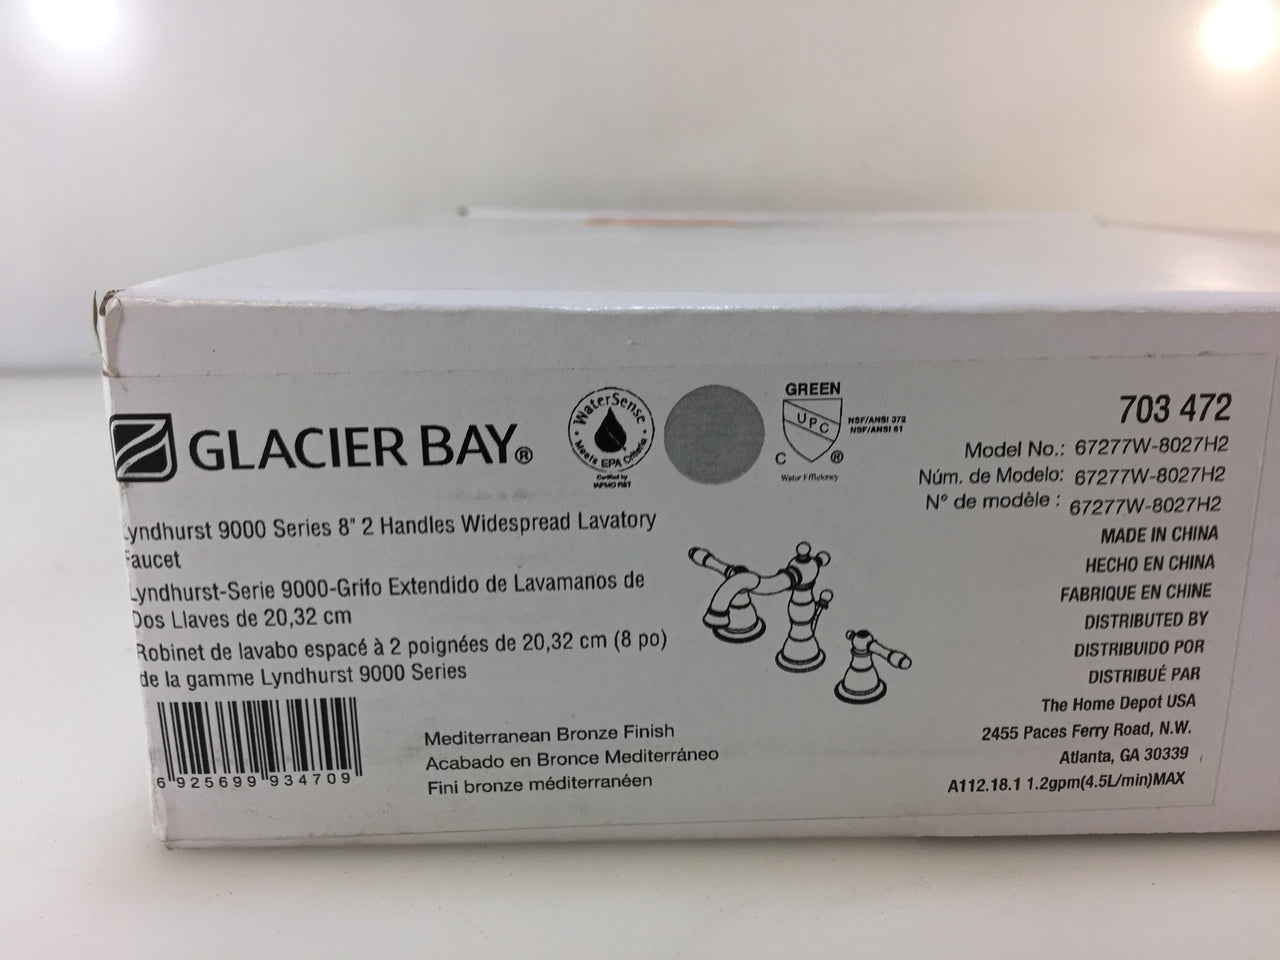 GLACIER BAY®
WaterSense
Meets EPA Criteria
Certified by
IAPMO R&T
GREEN
UPC
C ®
Water Efficiency
NSF/ANSI 372
NSF/ANSI 61
703 472
Model No.: 67277W-8027H2
Núm. de Modelo: 67277W-8027H2
N° de modèle : 67277W-8027H2
MADE IN CHINA
HECHO EN CHINA
FABRIQUE EN CHINE
DISTRIBUTED BY
DISTRIBUIDO POR
DISTRIBUÉ PAR
The Home Depot USA
2455 Paces Ferry Road, N.W.
Atlanta, GA 30339
A112.18.1 1.2gpm(4.5L/min)MAX
Lyndhurst 9000 Series 8" 2 Handles Widespread Lavatory
Faucet
Lyndhurst-Serie 9000-Grifo Extendido de Lavamanos de
Dos Llaves de 20,32 cm
Robinet de lavabo espacé à 2 poignées de 20,32 cm (8 po)
de la gamme Lyndhurst 9000 Series
6 925699 934709
Mediterranean Bronze Finish
Acabado en Bronce Mediterráneo
Fini bronze méditerranéen